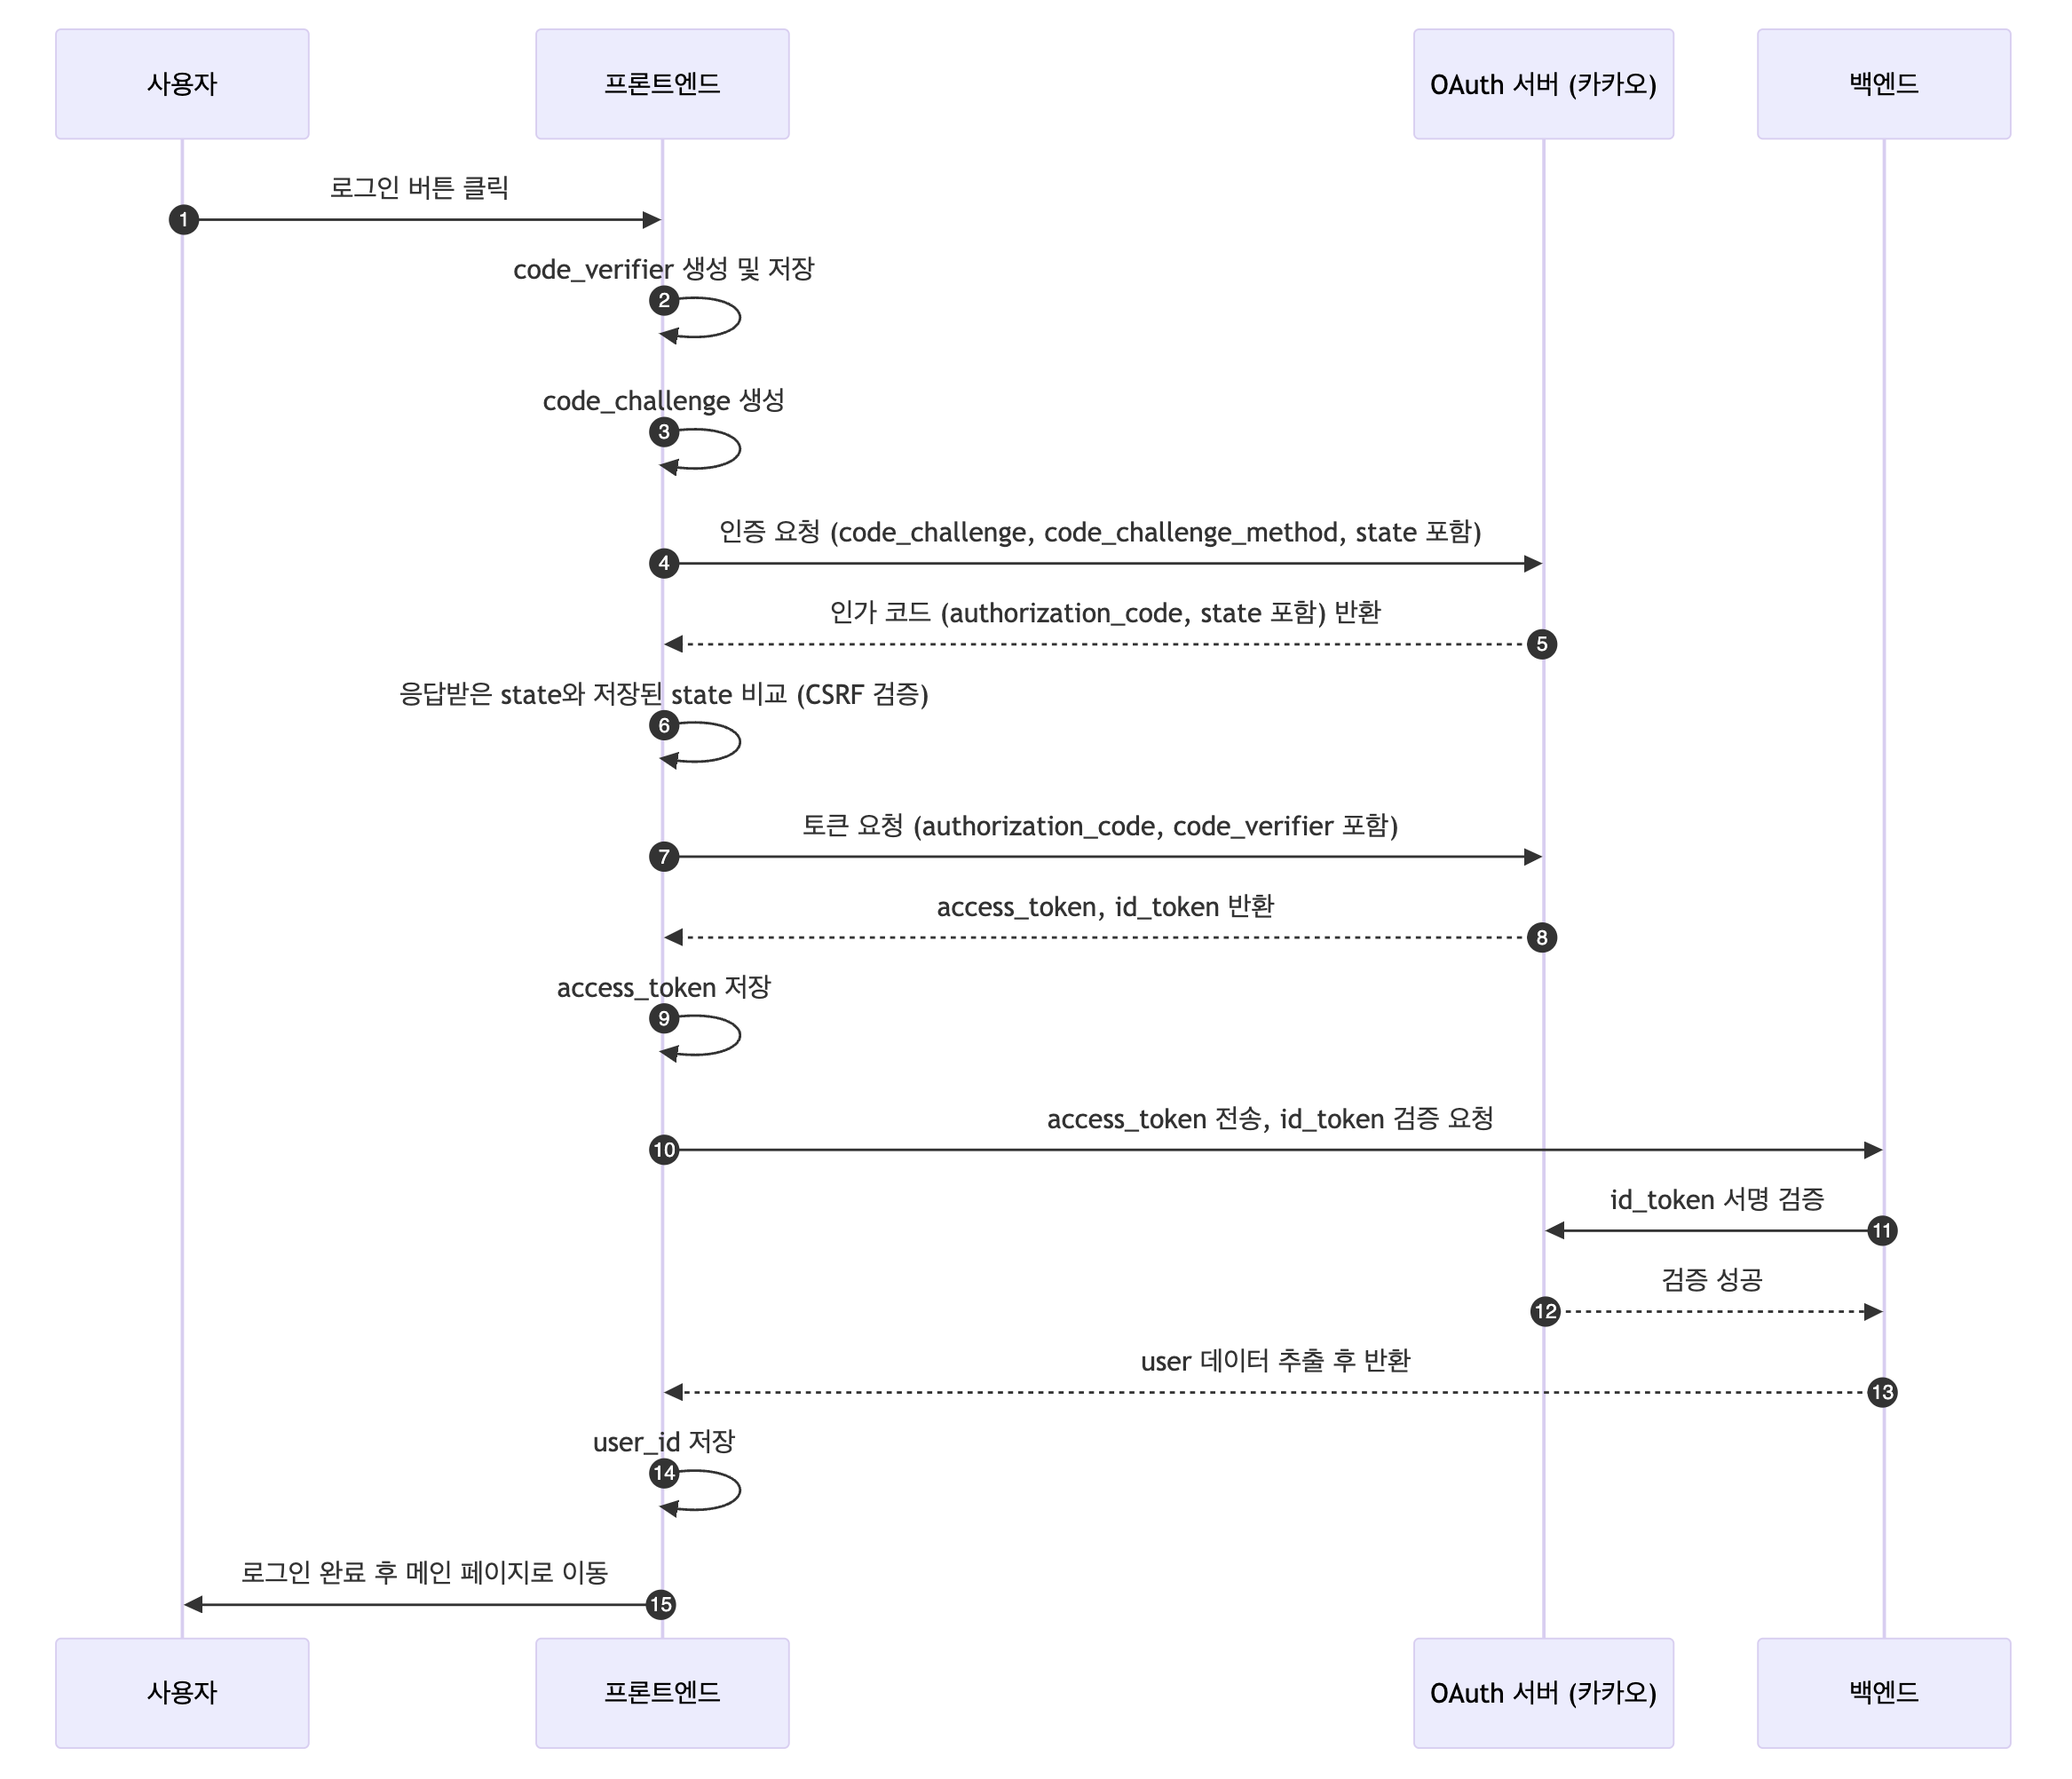 사용자
프론트엔드
OAuth 서버 (카카오)
백엔드
로그인 버튼 클릭
1
code_verifier 생성 및 저장
2
code_challenge 생성
3
인증 요청 (code_challenge, code_challenge_method, state 포함)
4
인가 코드 (authorization_code, state 포함) 반환
5
응답받은 state와 저장된 state 비교 (CSRF 검증)
6
토큰 요청 (authorization_code, code_verifier 포함)
7
access_token, id_token 반환
8
access_token 저장
9
access_token 전송, id_token 검증 요청
10
id_token 서명 검증
11
검증 성공
12
user 데이터 추출 후 반환
13
user_id 저장
14
로그인 완료 후 메인 페이지로 이동
15
사용자
프론트엔드
OAuth 서버 (카카오)
백엔드